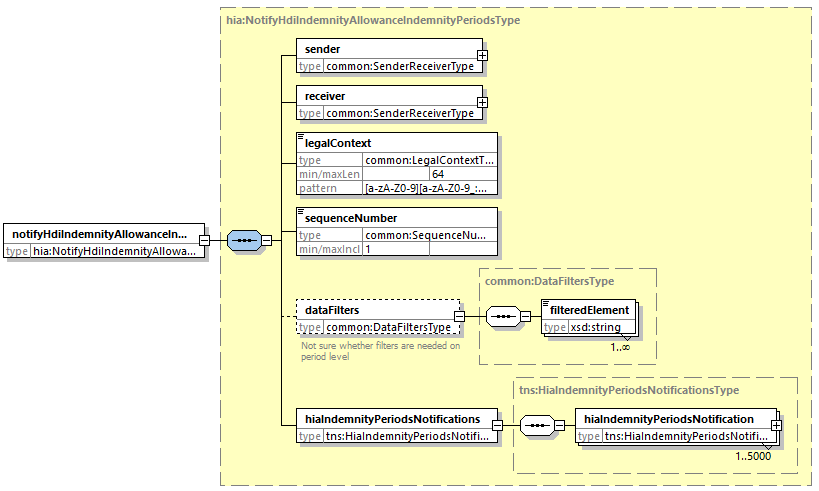 hia:NotifyHdiIndemnityAllowanceIndemnityPeriodsType
sender
type common:SenderReceiverType
receiver
type common:SenderReceiverType
legalContext
type common:LegalContextT...
min/maxLen 64
pattern [a-zA-Z0-9][a-zA-Z0-9_:...
notifyHdiIndemnityAllowanceIn...
type hia:NotifyHdiIndemnityAllowa...
sequenceNumber
type common:SequenceNu...
min/maxIncl 1
common:DataFiltersType
dataFilters
type common:DataFiltersType
Not sure whether filters are needed on
period level
filteredElement
type xsd:string
1..∞
tns:HiaIndemnityPeriodsNotificationsType
hiaIndemnityPeriodsNotifications
type tns:HiaIndemnityPeriodsNotifi...
hiaIndemnityPeriodsNotification
type tns:HiaIndemnityPeriodsNotifi...
1..5000